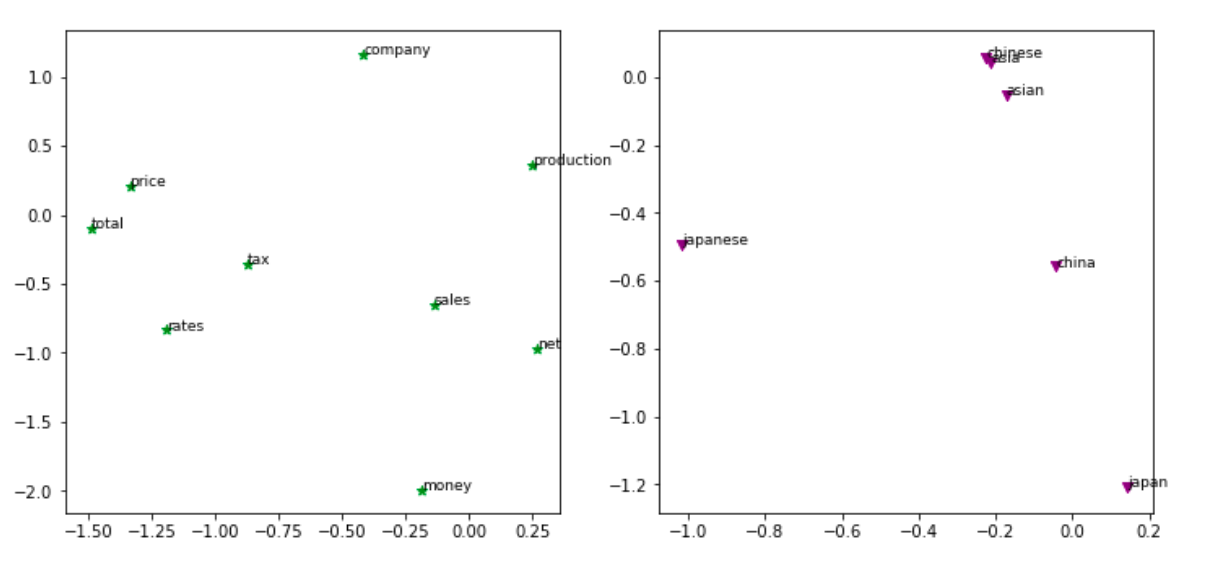 company
1.0
0.5
production
price
0.0
total
tax
−0.5
sales
rates
net
−1.0
−1.5
money
−2.0
−1.50 −1.25 −1.00 −0.75 −0.50 −0.25 0.00 0.25
chinese
0.0
asia
asian
−0.2
−0.4
japanese
china
−0.6
−0.8
−1.0
japan
−1.2
−1.0 −0.8 −0.6 −0.4 −0.2 0.0 0.2